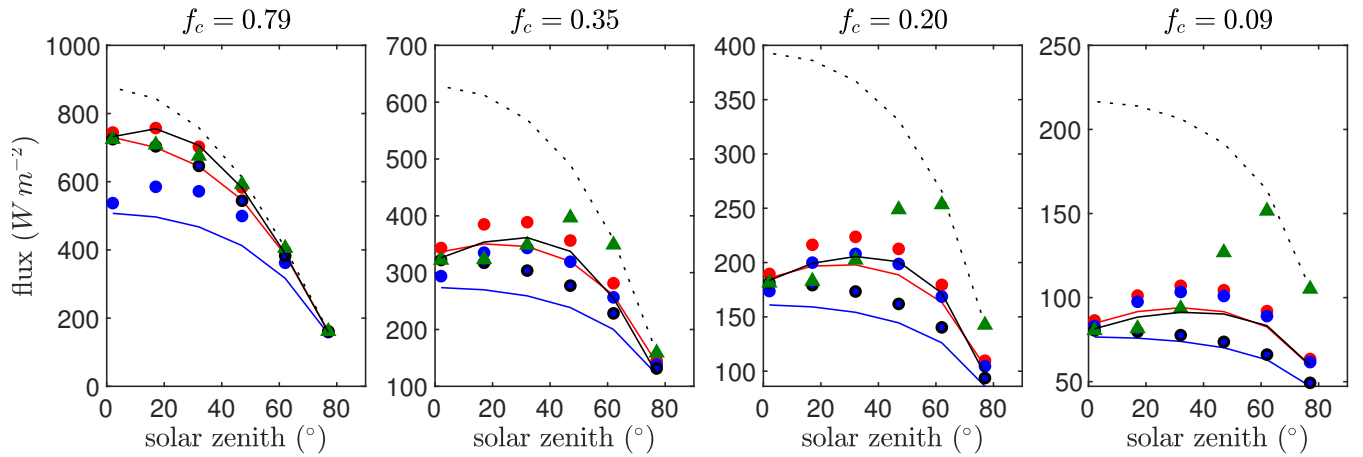 f_c = 0.79
f_c = 0.35
f_c = 0.20
f_c = 0.09
flux (W m⁻²)
1000
800
600
400
200
0
0 20 40 60 80
solar zenith (°)
700
600
500
400
300
200
100
0 20 40 60 80
solar zenith (°)
400
350
300
250
200
150
100
0 20 40 60 80
solar zenith (°)
250
200
150
100
50
0 20 40 60 80
solar zenith (°)